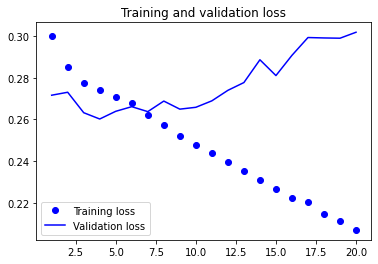 Training and validation loss
0.30
0.28
0.26
0.24
0.22
Training loss
Validation loss
2.5 5.0 7.5 10.0 12.5 15.0 17.5 20.0